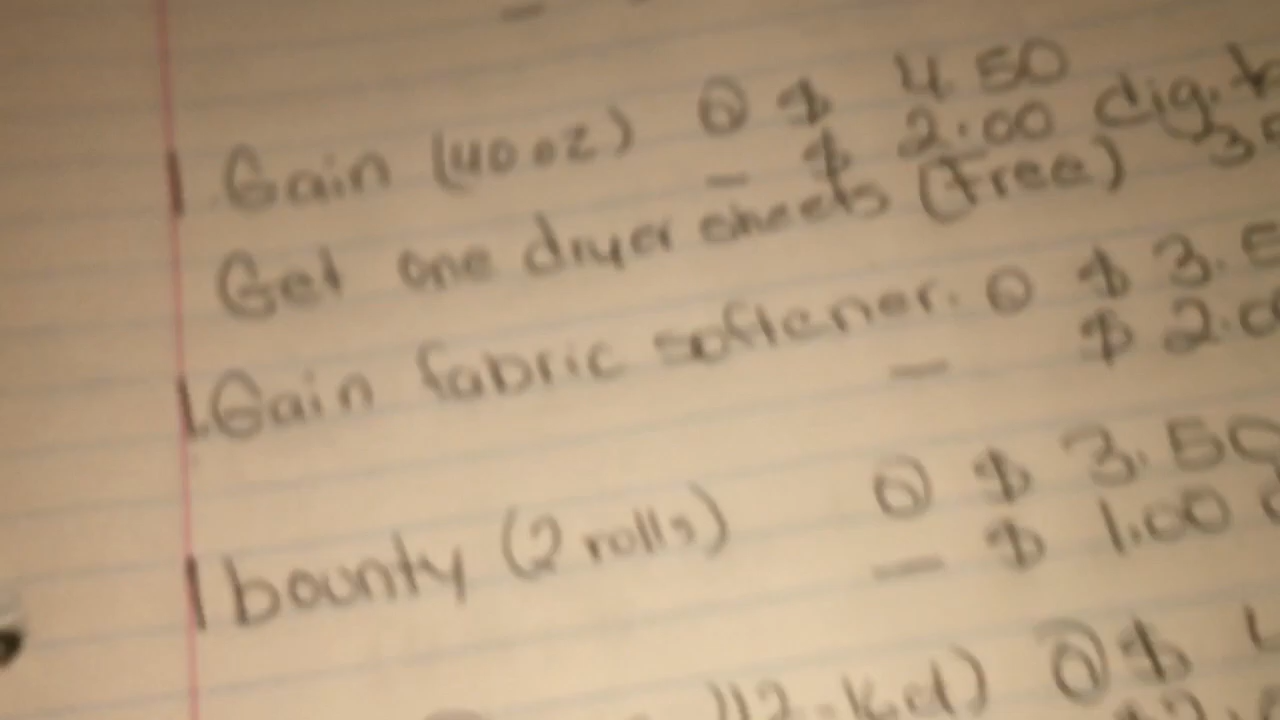 1 Gain (40 oz) @ $ 4.50
- $ 2.00
Get one dryer sheets (Free)
1. Gain fabric softener. @ $ 3.5
- $ 2.0
1 bounty (2 rolls) @ $ 3.50
- $ 1.00
@ $